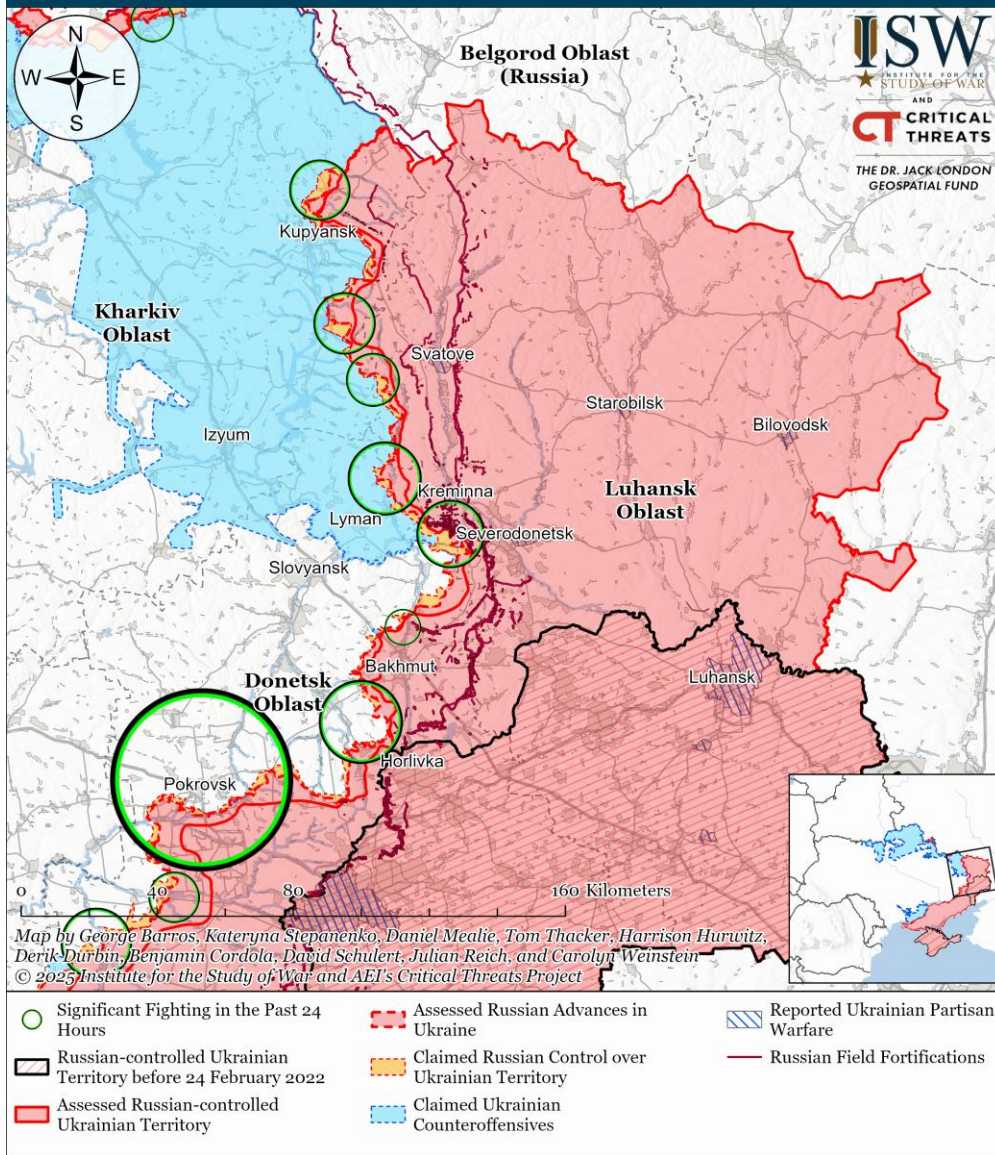 N
W E
S
Belgorod Oblast
(Russia)
ISW
INSTITUTE FOR THE
STUDY OF WAR
AND
CT CRITICAL
THREATS
THE DR. JACK LONDON
GEOSPATIAL FUND
Kupyansk
Kharkiv
Oblast
Svatove
Starobilsk
Bilovodsk
Izyum
Kreminna
Luhansk
Oblast
Lyman
Severodonetsk
Slovyansk
Bakhmut
Luhansk
Donetsk
Oblast
Horlivka
Pokrovsk
0 40 80 160 Kilometers
Map by George Barros, Kateryna Stepanenko, Daniel Mealie, Tom Thacker, Harrison Hurwitz,
Derik Durbin, Benjamin Cordola, David Schulert, Julian Reich, and Carolyn Weinstein
© 2025 Institute for the Study of War and AEI's Critical Threats Project
Significant Fighting in the Past 24
Hours
Russian-controlled Ukrainian
Territory before 24 February 2022
Assessed Russian-controlled
Ukrainian Territory
Assessed Russian Advances in
Ukraine
Claimed Russian Control over
Ukrainian Territory
Claimed Ukrainian
Counteroffensives
Reported Ukrainian Partisan
Warfare
Russian Field Fortifications